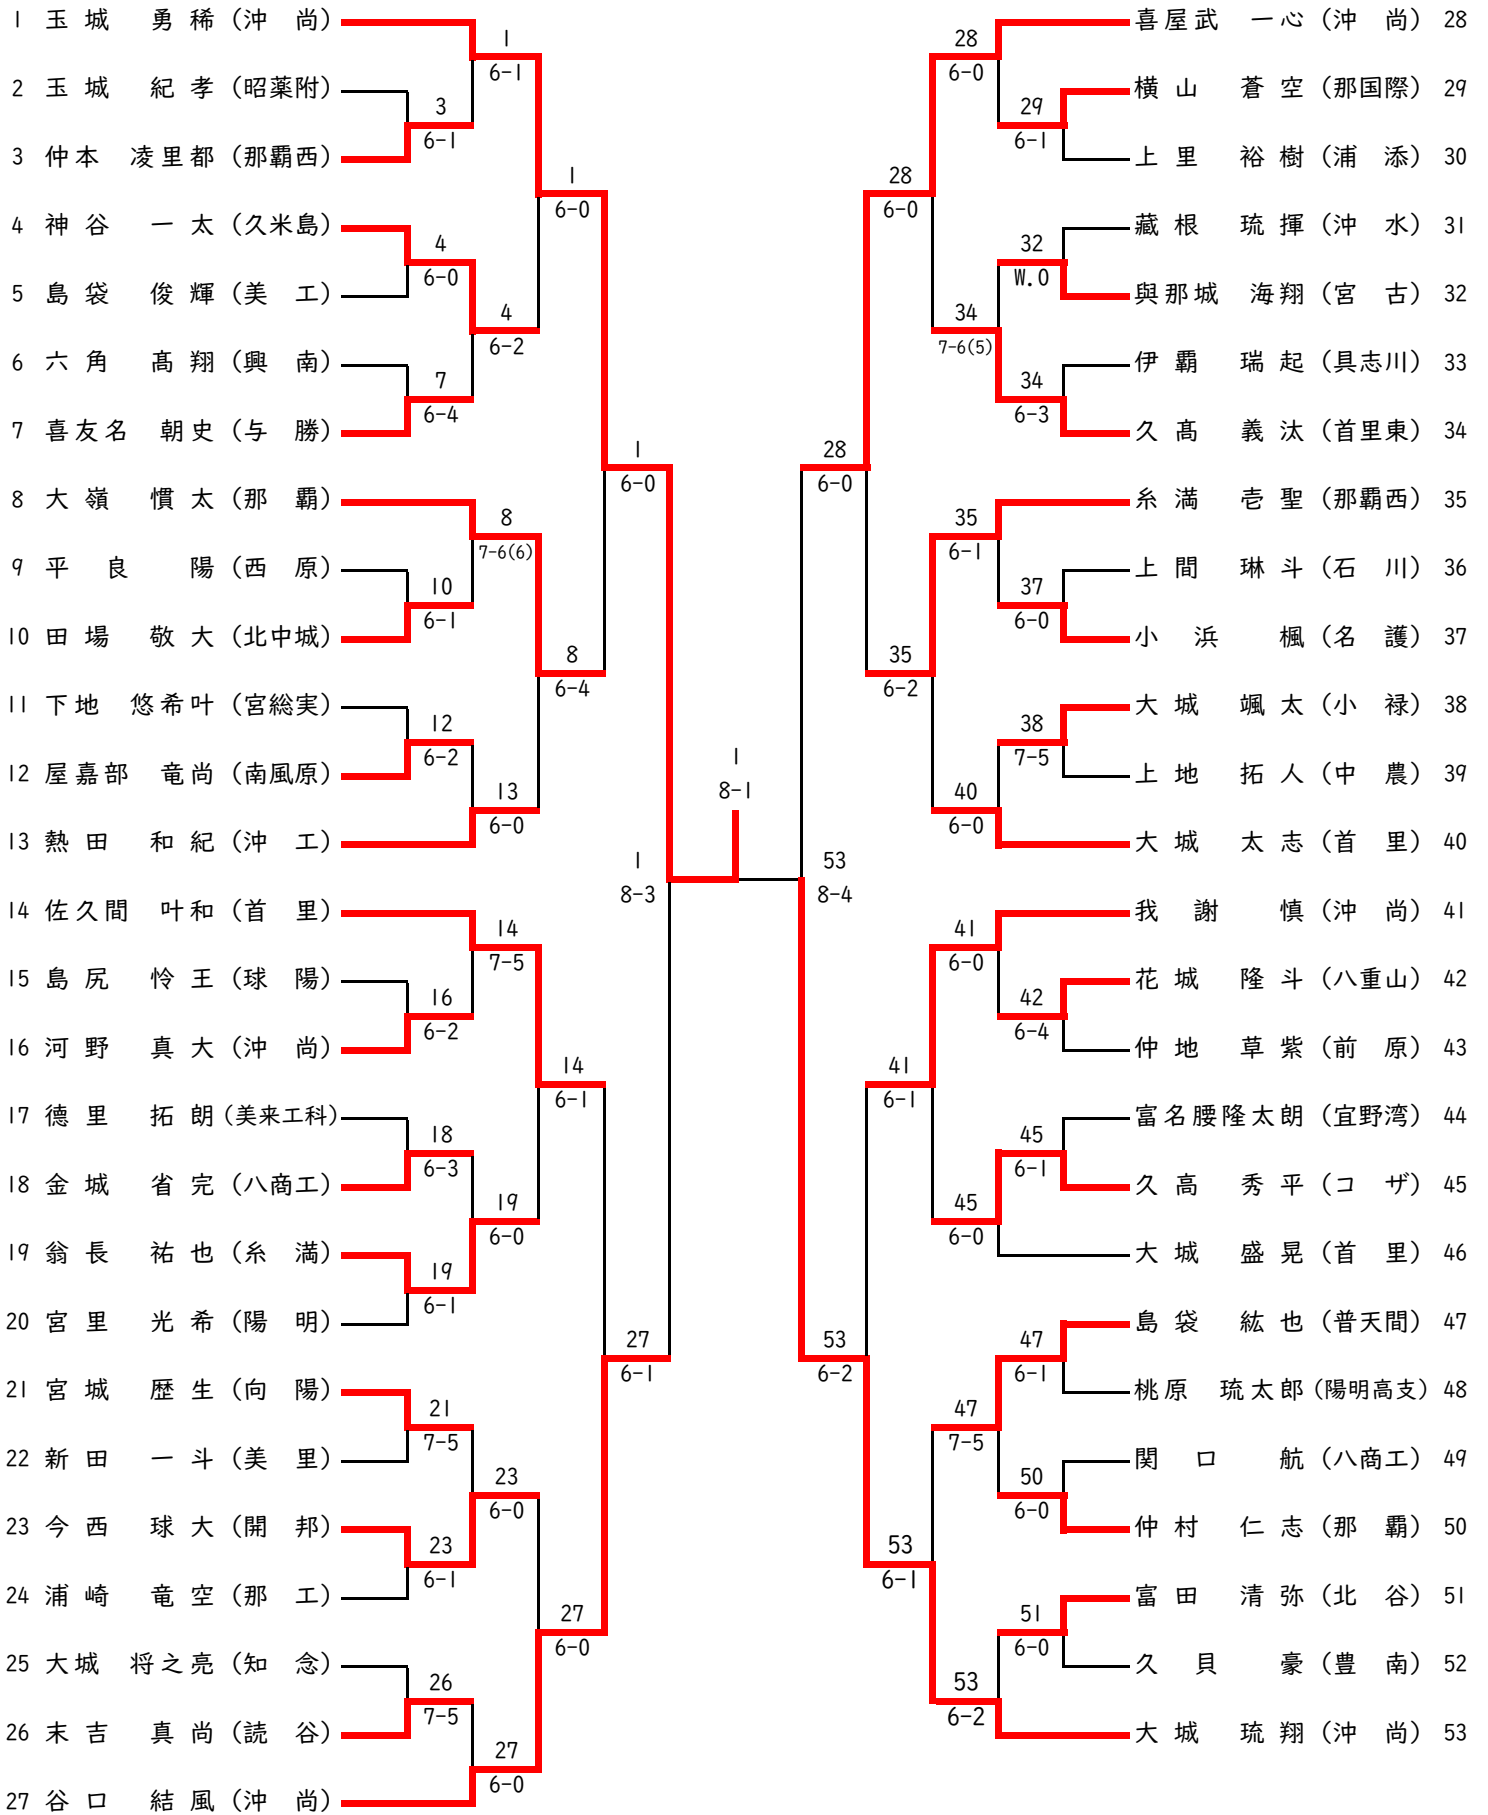 1 玉城 勇稀 (沖 尚)
2 玉城 紀孝 (昭薬附)
3 仲本 凌里都 (那覇西)
4 神谷 一太 (久米島)
5 島袋 俊輝 (美 工)
6 六角 髙翔 (興 南)
7 喜友名 朝史 (与 勝)
8 大嶺 慣太 (那 覇)
9 平良 陽 (西 原)
10 田場 敬大 (北中城)
11 下地 悠希叶 (宮総実)
12 屋嘉部 竜尚 (南風原)
13 熱田 和紀 (沖 工)
14 佐久間 叶和 (首 里)
15 島尻 怜王 (球 陽)
16 河野 真大 (沖 尚)
17 德里 拓朗 (美来工科)
18 金城 省完 (八商工)
19 翁長 祐也 (糸 満)
20 宮里 光希 (陽 明)
21 宮城 歴生 (向 陽)
22 新田 一斗 (美 里)
23 今西 球大 (開 邦)
24 浦崎 竜空 (那 工)
25 大城 将之亮 (知 念)
26 末吉 真尚 (読 谷)
27 谷口 結風 (沖 尚)
3
6-1
4
6-0
7
6-4
10
6-1
12
6-2
16
6-2
18
6-3
19
6-1
21
7-5
23
6-1
26
7-5
1
6-1
4
6-2
8
7-6(6)
13
6-0
14
7-5
19
6-0
23
6-0
27
6-0
1
6-0
8
6-4
14
6-1
27
6-0
1
6-0
27
6-1
1
8-3
1
8-1
53
8-4
28
6-0
53
6-2
28
6-0
35
6-2
41
6-1
53
6-1
28
6-0
34
7-6(5)
35
6-1
40
6-0
41
6-0
45
6-0
47
7-5
53
6-2
29
6-1
32
W.O
34
6-3
37
6-0
38
7-5
42
6-4
45
6-1
47
6-1
50
6-0
51
6-0
喜屋武 一心 (沖 尚) 28
横山 蒼空 (那国際) 29
上里 裕樹 (浦 添) 30
藏根 琉揮 (沖 水) 31
與那城 海翔 (宮 古) 32
伊覇 瑞起 (具志川) 33
久髙 義汰 (首里東) 34
糸満 壱聖 (那覇西) 35
上間 琳斗 (石 川) 36
小浜 楓 (名 護) 37
大城 颯太 (小 禄) 38
上地 拓人 (中 農) 39
大城 太志 (首 里) 40
我謝 慎 (沖 尚) 41
花城 隆斗 (八重山) 42
仲地 草紫 (前 原) 43
富名腰隆太朗 (宜野湾) 44
久高 秀平 (コ ザ) 45
大城 盛晃 (首 里) 46
島袋 紘也 (普天間) 47
桃原 琉太郎 (陽明高支) 48
関口 航 (八商工) 49
仲村 仁志 (那 覇) 50
富田 清弥 (北 谷) 51
久貝 豪 (豊 南) 52
大城 琉翔 (沖 尚) 53